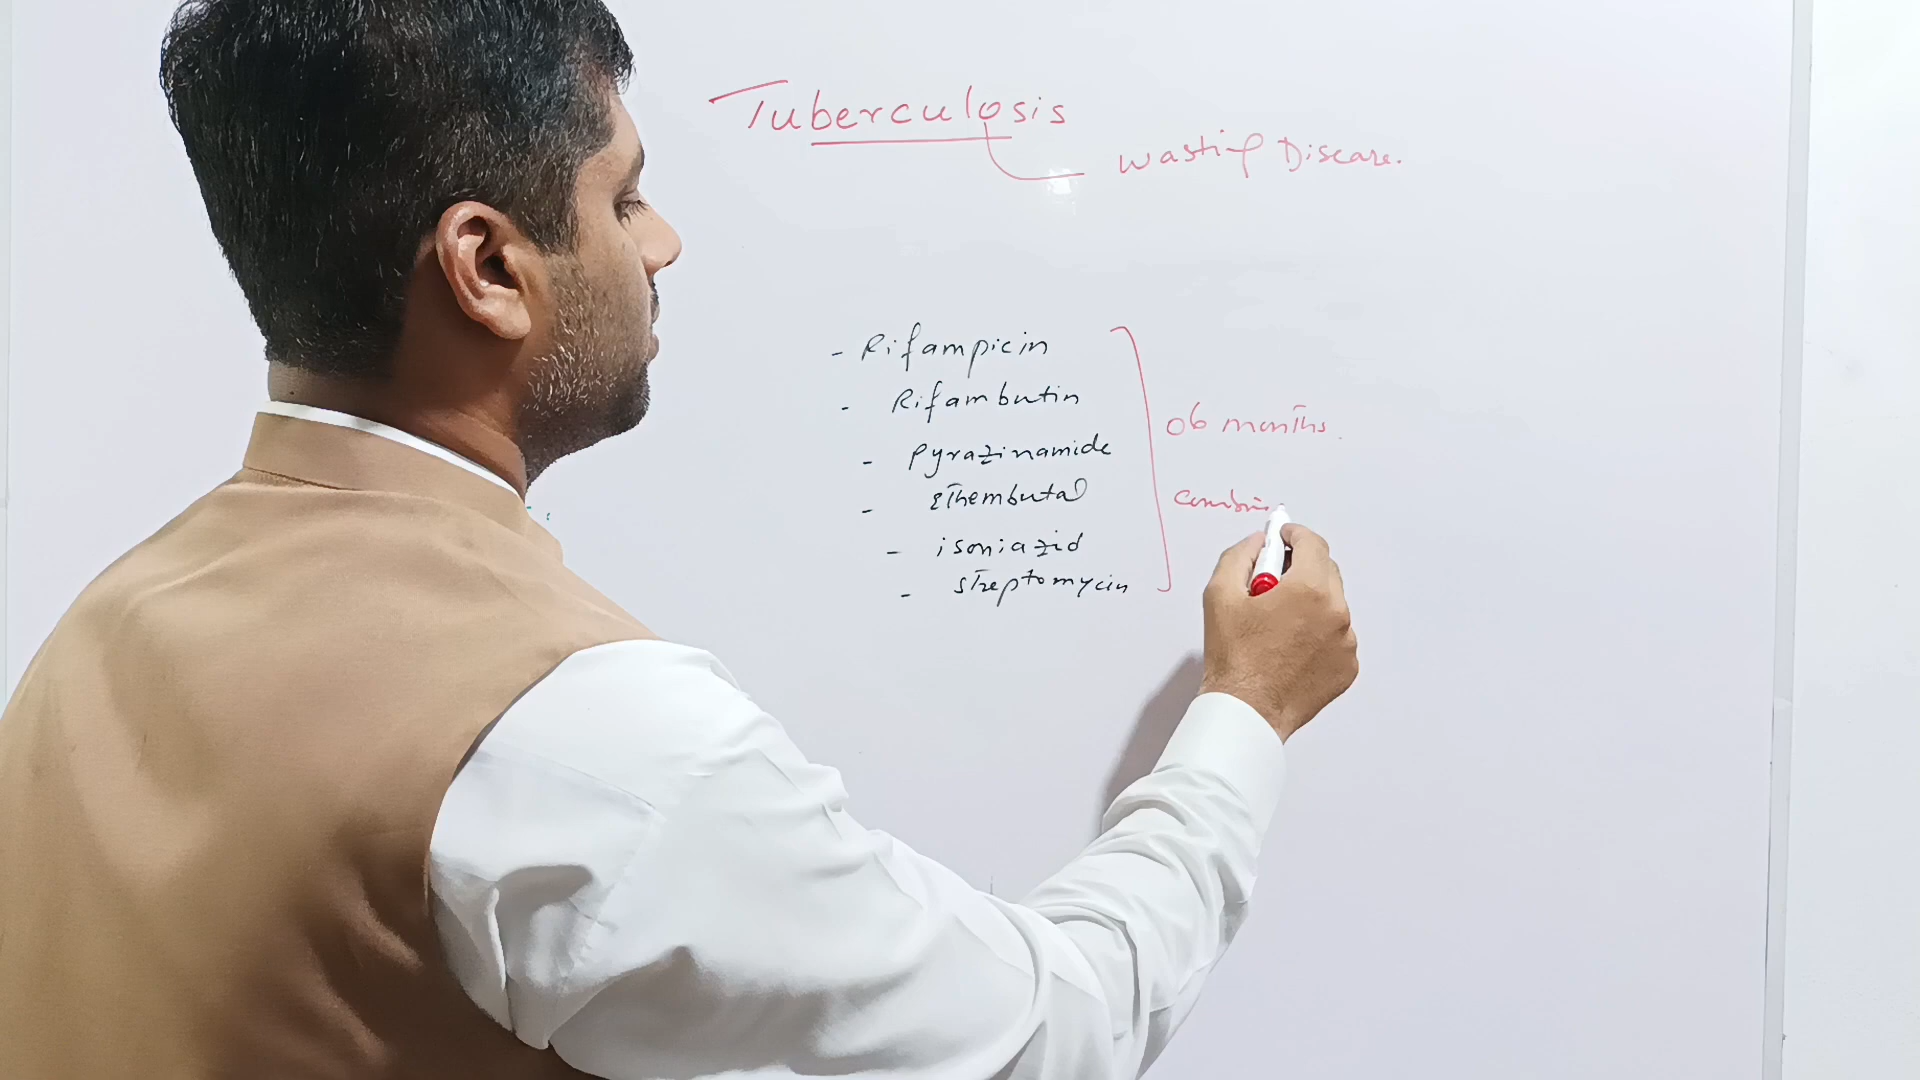 Tuberculosis
Wasting Disease.
- Rifampicin
- Rifambutin
- Pyrazinamide
- Ethembutal
- isoniazid
- Streptomycin
06 months.
Combin